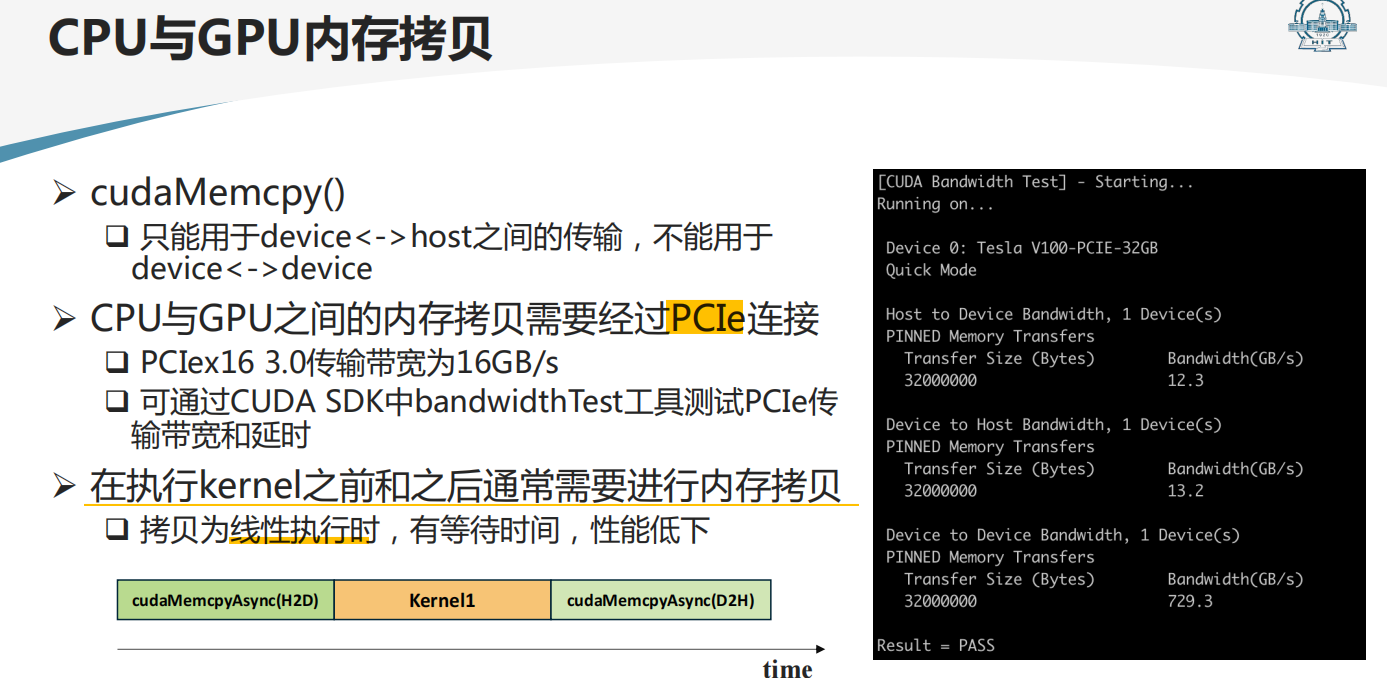 CPU与GPU内存拷贝
HIT
➢ cudaMemcpy()
❑ 只能用于device<->host之间的传输，不能用于
device<->device
➢ CPU与GPU之间的内存拷贝需要经过PCIe连接
❑ PCIex16 3.0传输带宽为16GB/s
❑ 可通过CUDA SDK中bandwidthTest工具测试PCIe传
输带宽和延时
➢ 在执行kernel之前和之后通常需要进行内存拷贝
❑ 拷贝为线性执行时，有等待时间，性能低下
cudaMemcpyAsync(H2D) Kernel1 cudaMemcpyAsync(D2H)
time
[CUDA Bandwidth Test] - Starting...
Running on...
Device 0: Tesla V100-PCIE-32GB
Quick Mode
Host to Device Bandwidth, 1 Device(s)
PINNED Memory Transfers
Transfer Size (Bytes) Bandwidth(GB/s)
32000000 12.3
Device to Host Bandwidth, 1 Device(s)
PINNED Memory Transfers
Transfer Size (Bytes) Bandwidth(GB/s)
32000000 13.2
Device to Device Bandwidth, 1 Device(s)
PINNED Memory Transfers
Transfer Size (Bytes) Bandwidth(GB/s)
32000000 729.3
Result = PASS